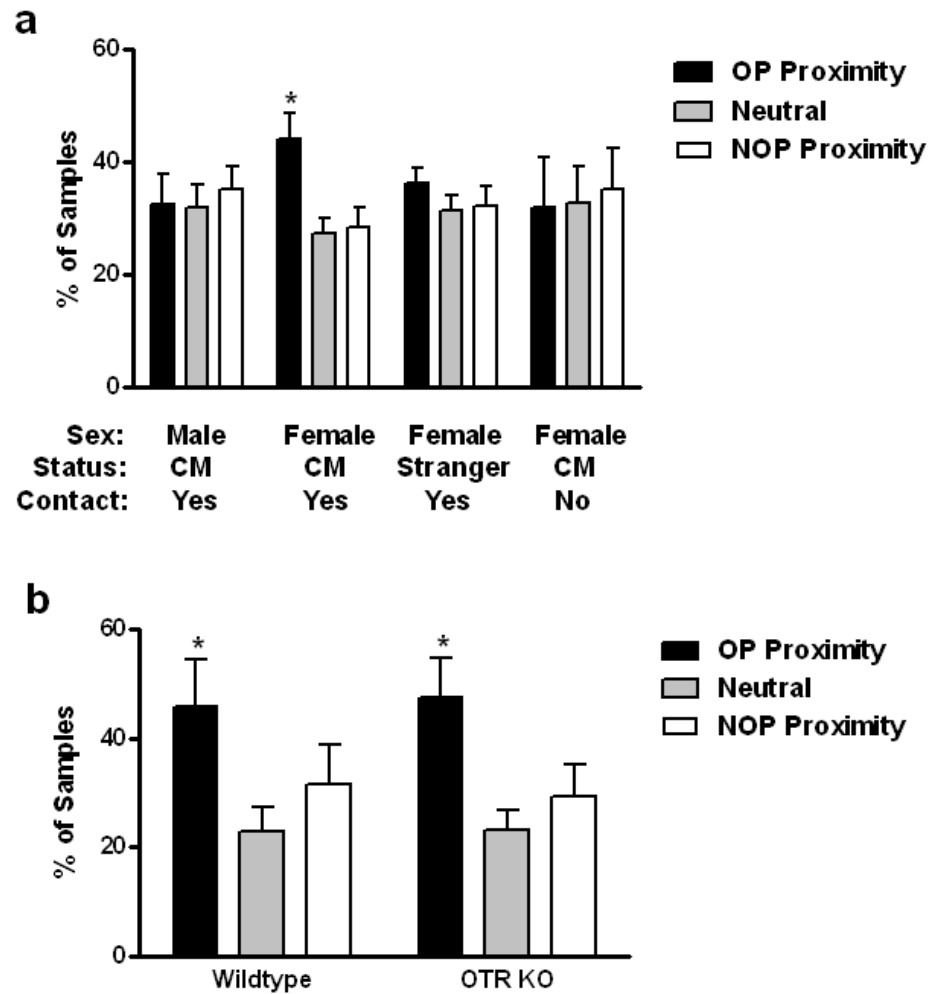 a
60
40
20
0
% of Samples
*
OP Proximity
Neutral
NOP Proximity
Sex: Male Female Female Female
Status: CM CM Stranger CM
Contact: Yes Yes Yes No
b
60
40
20
0
% of Samples
* *
OP Proximity
Neutral
NOP Proximity
Wildtype OTR KO